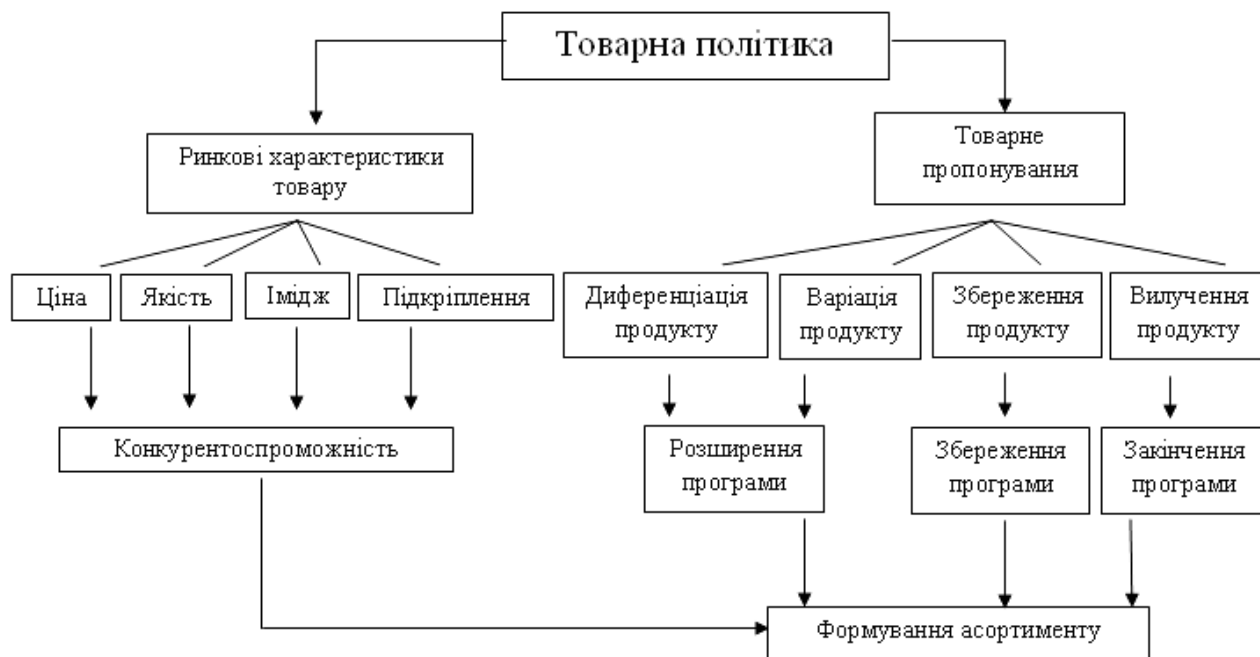 Товарна політика
Ринкові характеристики
товару
Товарне
пропонування
Ціна
Якість
Імідж
Підкріплення
Диференціація
продукту
Варіація
продукту
Збереження
продукту
Вилучення
продукту
Конкурентоспроможність
Розширення
програми
Збереження
програми
Закінчення
програми
Формування асортименту